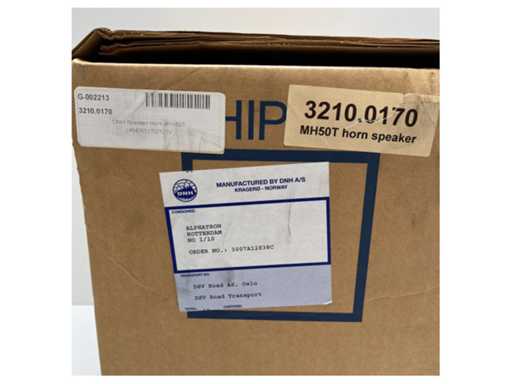 G-002213
3210.0170
HIP
3210.0170
MH50T horn speaker
DNH
MANUFACTURED BY DNH A/S
KRAGERØ - NORWAY
ALPHATRON
ROTTERDAM
NO 1/10
ORDER NO.:
DSV Road AS, Oslo
DSV Road Transport